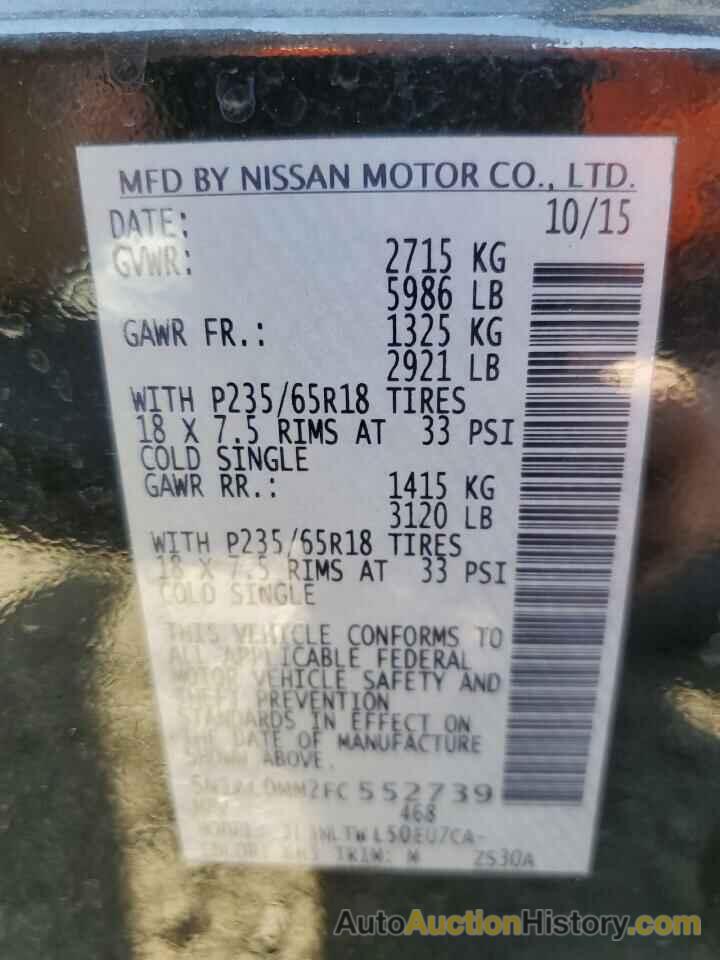 MFD BY NISSAN MOTOR CO., LTD.
DATE: 10/15
GVWR: 2715 KG
5986 LB
GAWR FR.: 1325 KG
2921 LB
WITH P235/65R18 TIRES
18 X 7.5 RIMS AT 33 PSI
COLD SINGLE
GAWR RR.: 1415 KG
3120 LB
WITH P235/65R18 TIRES
18 X 7.5 RIMS AT 33 PSI
COLD SINGLE
THIS VEHICLE CONFORMS TO
ALL APPLICABLE FEDERAL
MOTOR VEHICLE SAFETY AND
THEFT PREVENTION
STANDARDS IN EFFECT ON
THE DATE OF MANUFACTURE
SHOWN ABOVE.
552739
468
MODEL:
COLOR: TRIM: ZS30A
AutoAuctionHistory.com